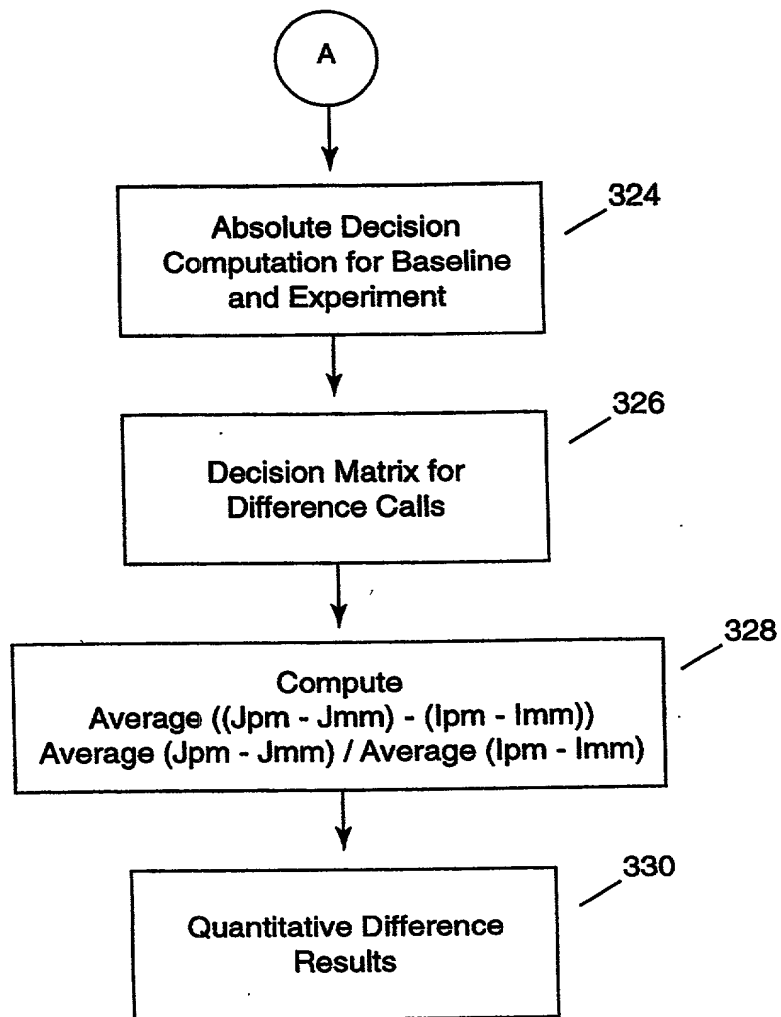 A
324
Absolute Decision
Computation for Baseline
and Experiment
326
Decision Matrix for
Difference Calls
328
Compute
Average ((Jpm - Jmm) - (Ipm - Imm))
Average (Jpm - Jmm) / Average (Ipm - Imm)
330
Quantitative Difference
Results